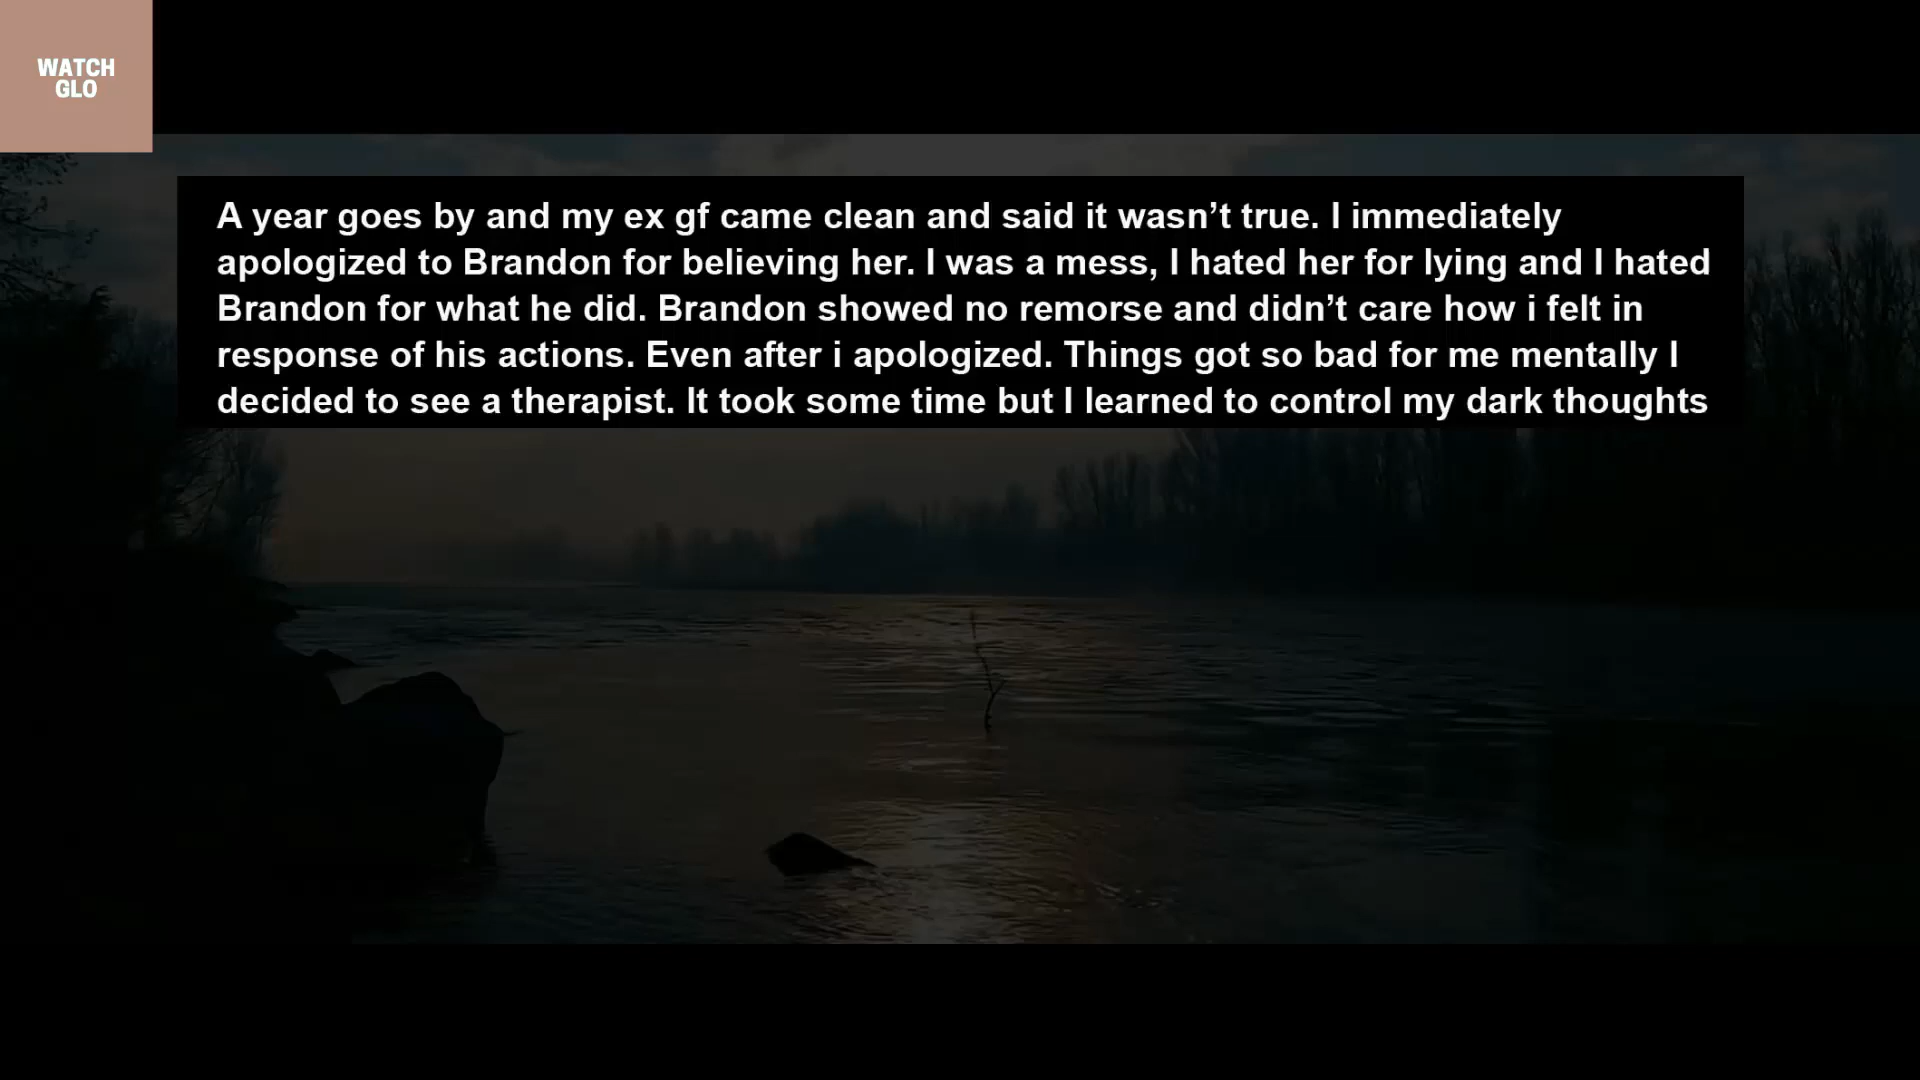 WATCH
GLO
A year goes by and my ex gf came clean and said it wasn’t true. I immediately
apologized to Brandon for believing her. I was a mess, I hated her for lying and I hated
Brandon for what he did. Brandon showed no remorse and didn’t care how i felt in
response of his actions. Even after i apologized. Things got so bad for me mentally I
decided to see a therapist. It took some time but I learned to control my dark thoughts